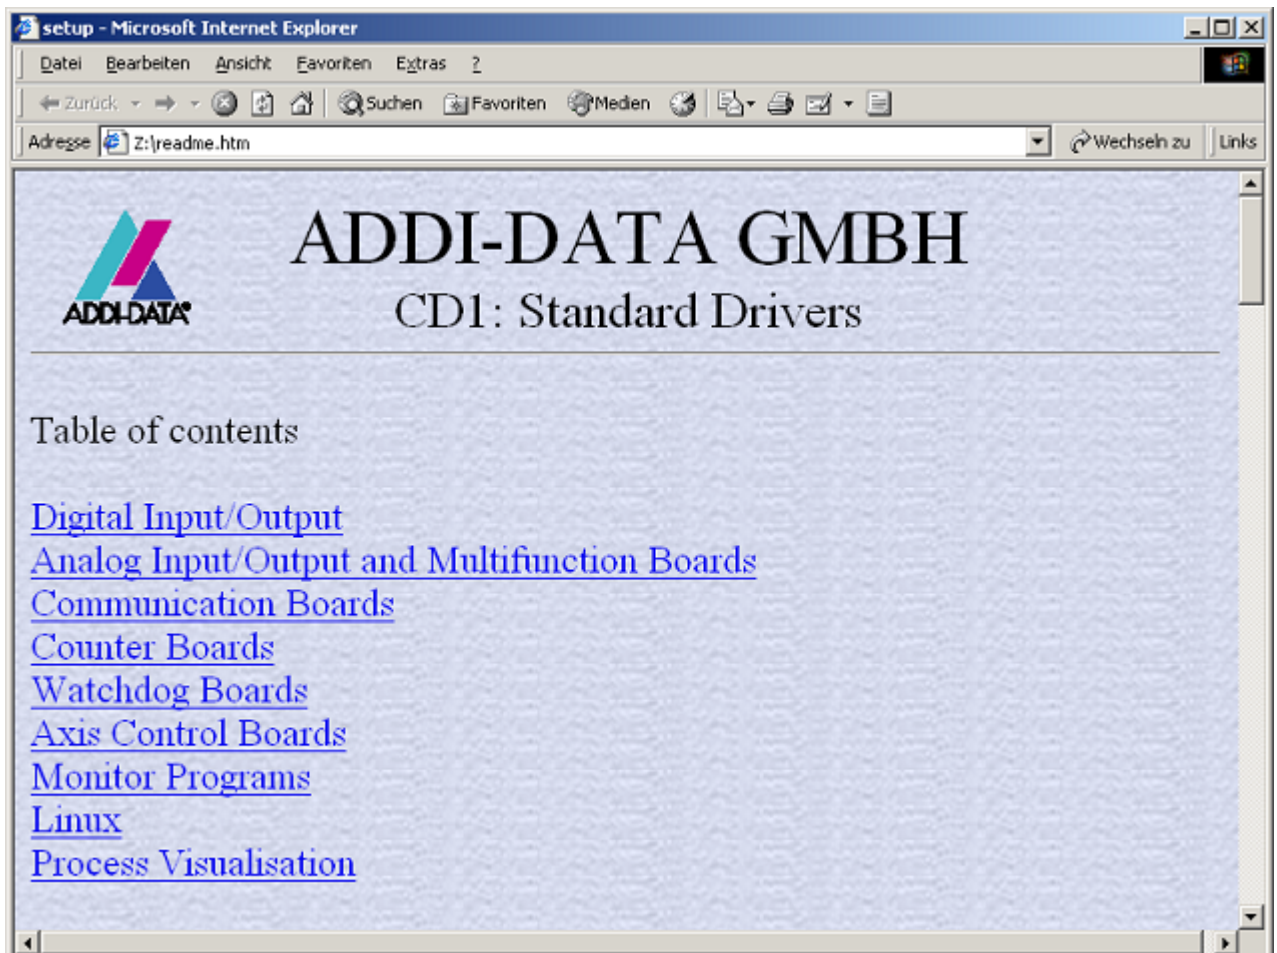 setup - Microsoft Internet Explorer
Datei Bearbeiten Ansicht Favoriten Extras ?
Zurück Suchen Favoriten Medien
Adresse Z:\readme.htm Wechseln zu Links
ADDI-DATA GMBH
ADDI-DATA®
CD1: Standard Drivers
Table of contents
Digital Input/Output
Analog Input/Output and Multifunction Boards
Communication Boards
Counter Boards
Watchdog Boards
Axis Control Boards
Monitor Programs
Linux
Process Visualisation